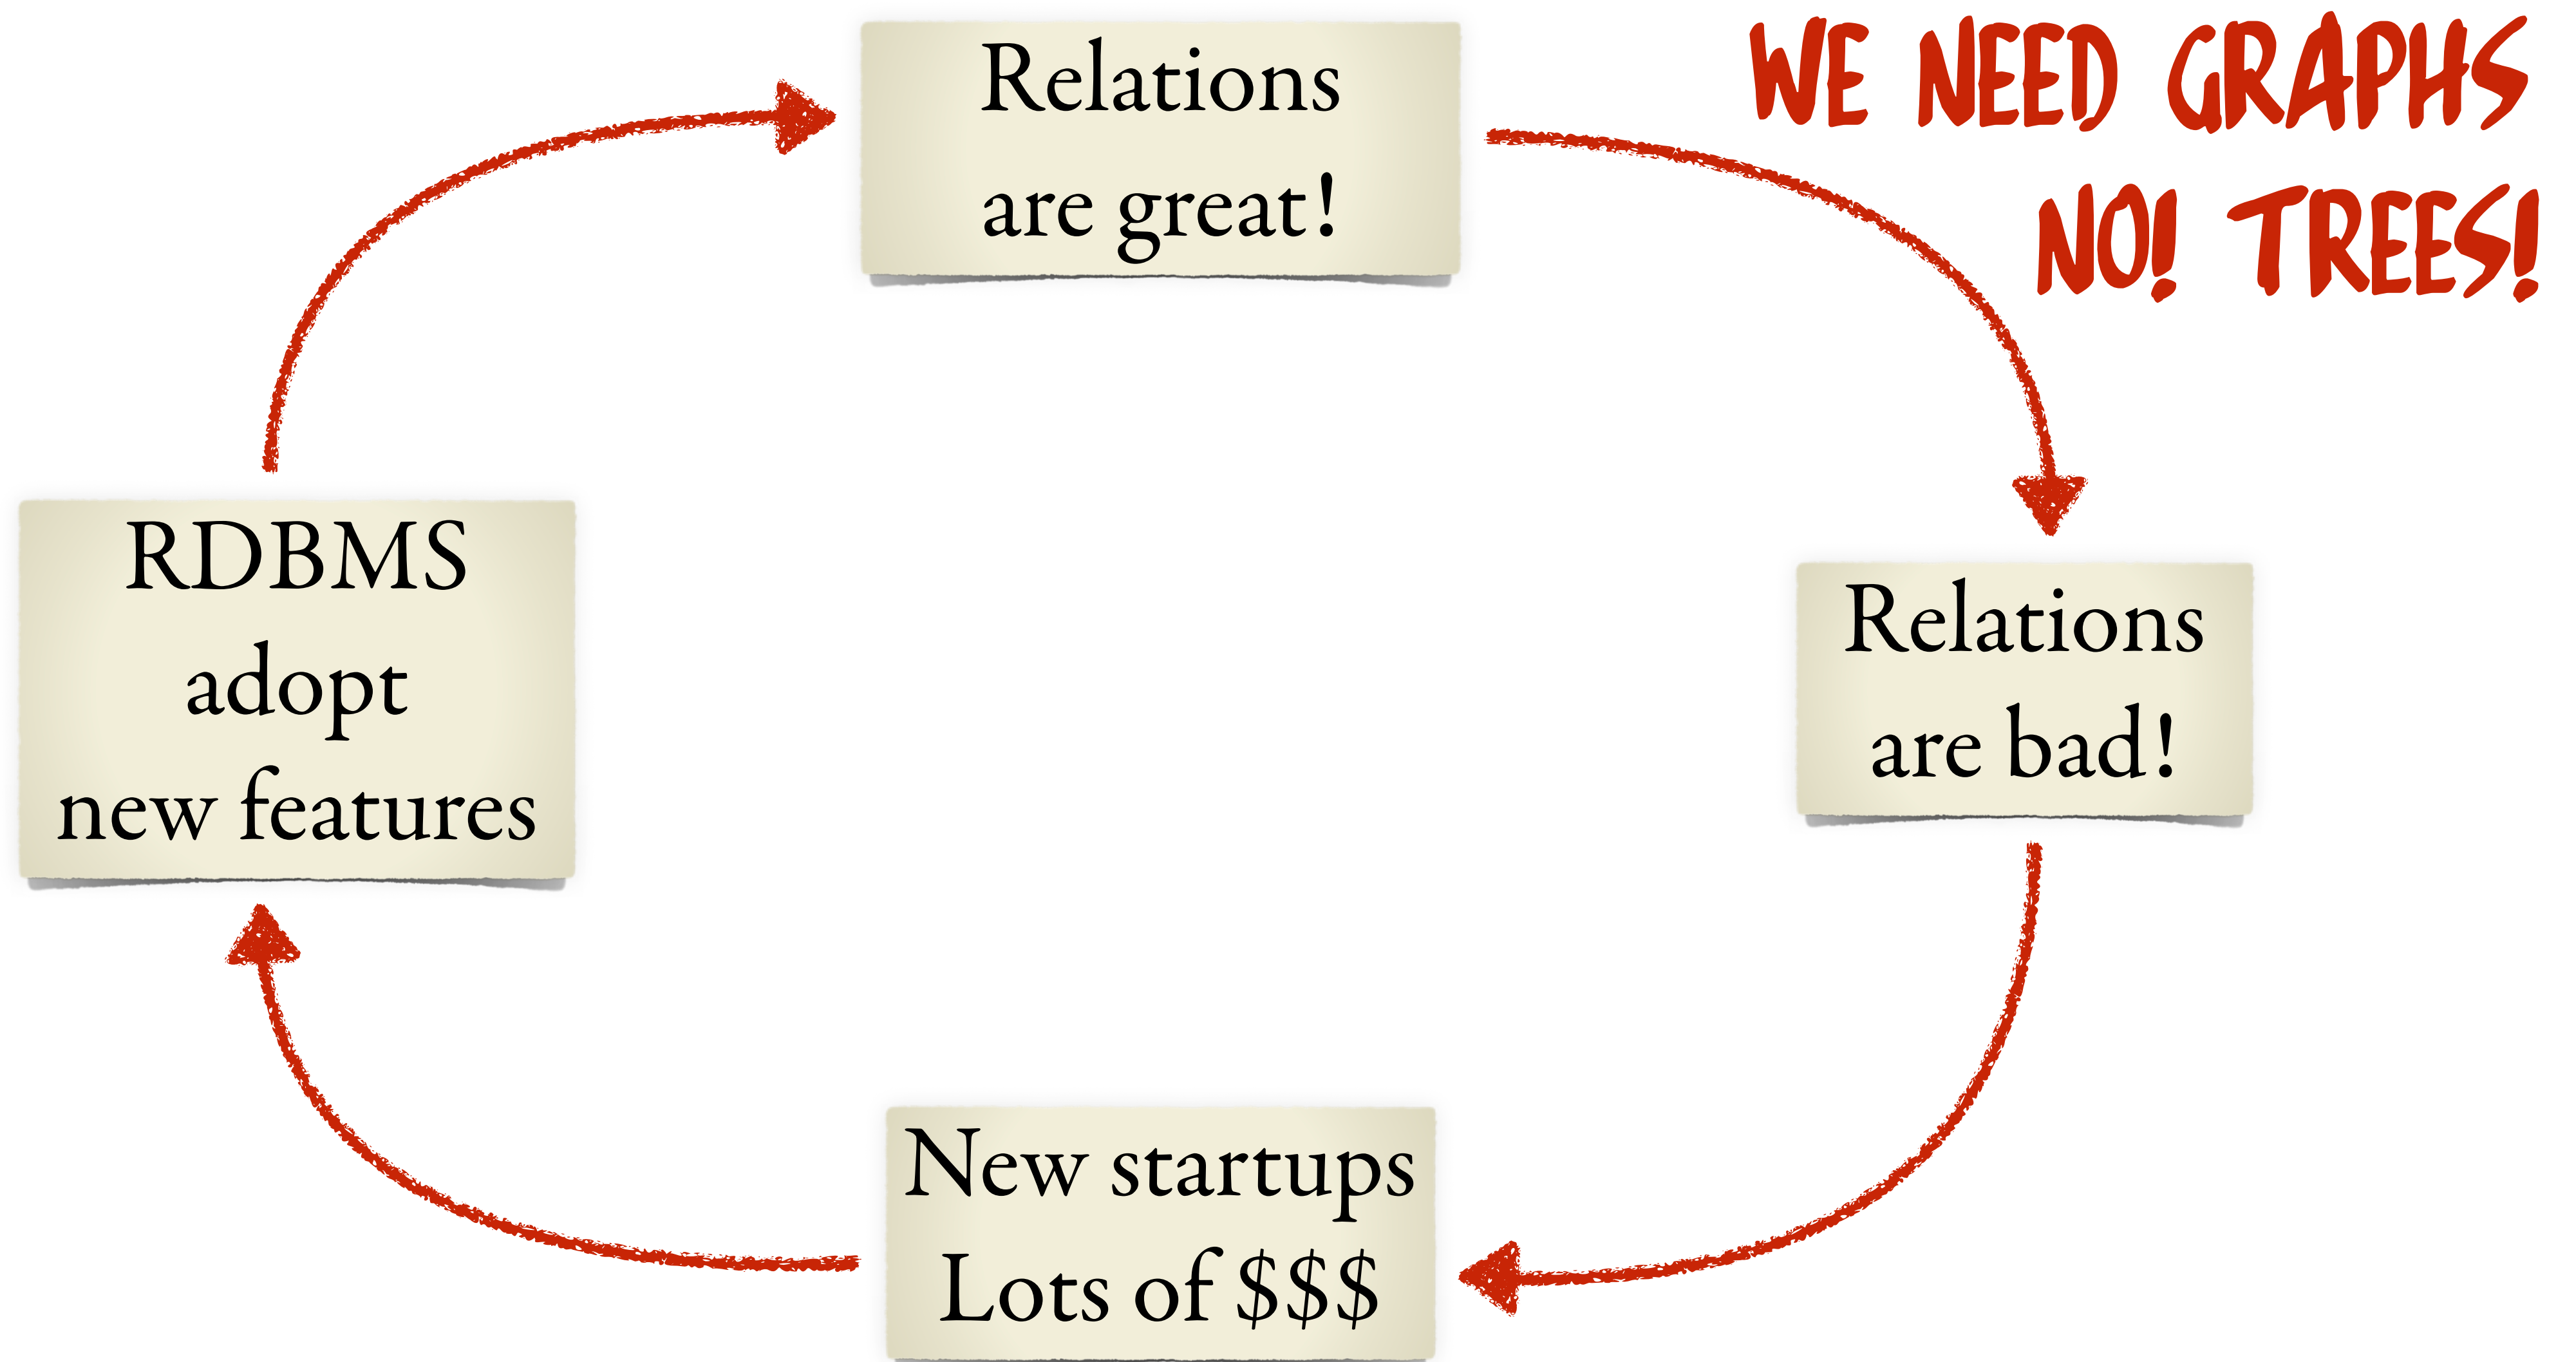 Relations
are great!
WE NEED GRAPHS
NO! TREES!
Relations
are bad!
New startups
Lots of $$$
RDBMS
adopt
new features